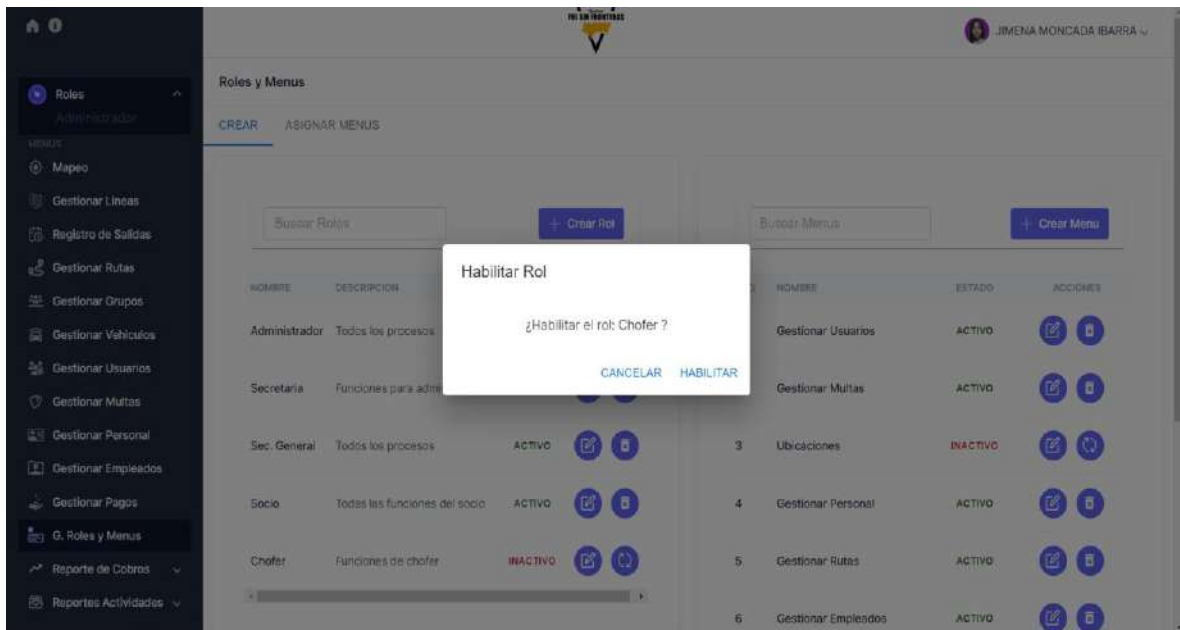 JIMENA MONCADA IBARRA
Roles
Administrador
MENUS
Mapeo
Gestionar Lineas
Registro de Salidas
Gestionar Rutas
Gestionar Grupos
Gestionar Vehiculos
Gestionar Usuarios
Gestionar Multas
Gestionar Personal
Gestionar Empleados
Gestionar Pagos
G. Roles y Menus
Reporte de Cobros
Reportes Actividades
Roles y Menus
CREAR ASIGNAR MENUS
Buscar Roles + Crear Rol
NOMBRE DESCRIPCION
Administrador Todos los procesos
Secretaria Funciones para
Sec. General Todos los procesos ACTIVO
Socio Todas las funciones del socio ACTIVO
Chofer Funciones de chofer INACTIVO
Habilitar Rol
¿Habilitar el rol: Chofer ?
CANCELAR HABILITAR
Buscar Menus + Crear Menu
NOMBRE ESTADO ACCIONES
Gestionar Usuarios ACTIVO
Gestionar Multas ACTIVO
3 Ubicaciones INACTIVO
4 Gestionar Personal ACTIVO
5 Gestionar Rutas ACTIVO
6 Gestionar Empleados ACTIVO